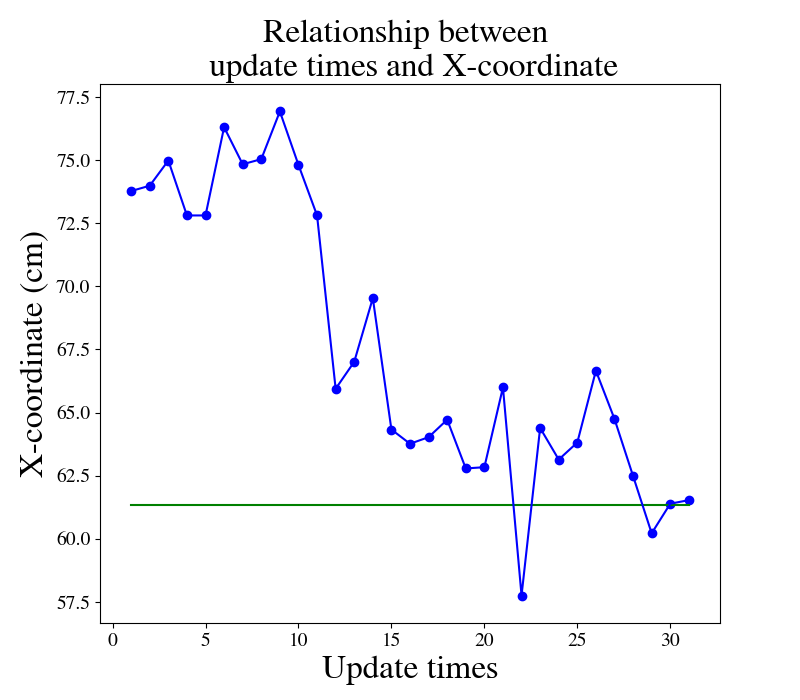 Relationship between
update times and X-coordinate
X-coordinate (cm)
77.5
75.0
72.5
70.0
67.5
65.0
62.5
60.0
57.5
0 5 10 15 20 25 30
Update times